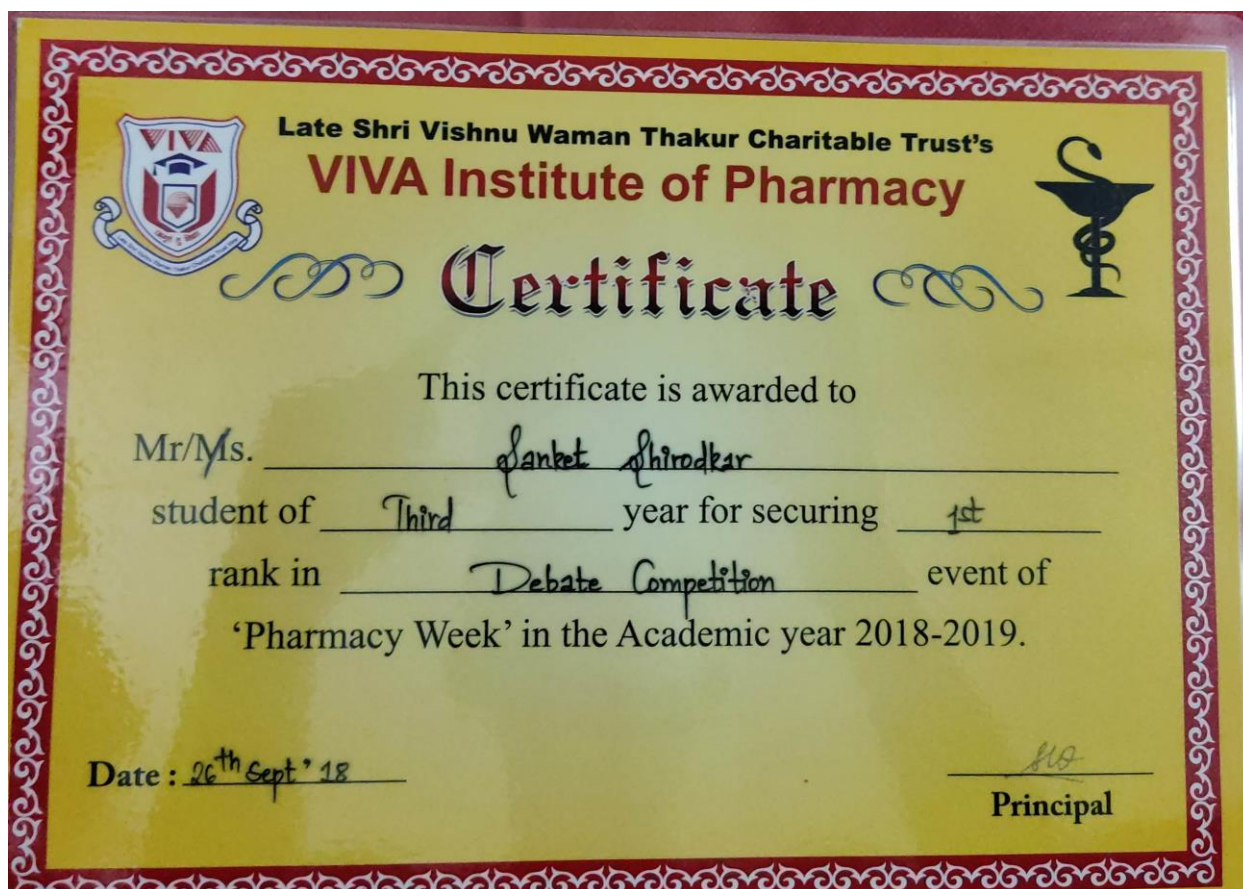 Late Shri Vishnu Waman Thakur Charitable Trust's
VIVA
VIVA Institute of Pharmacy
Certificate
This certificate is awarded to
Mr/Ms. Sanket Shirodkar
student of Third year for securing 1st
rank in Debate Competition event of
‘Pharmacy Week’ in the Academic year 2018-2019.
Date : 26th Sept' 18
Principal